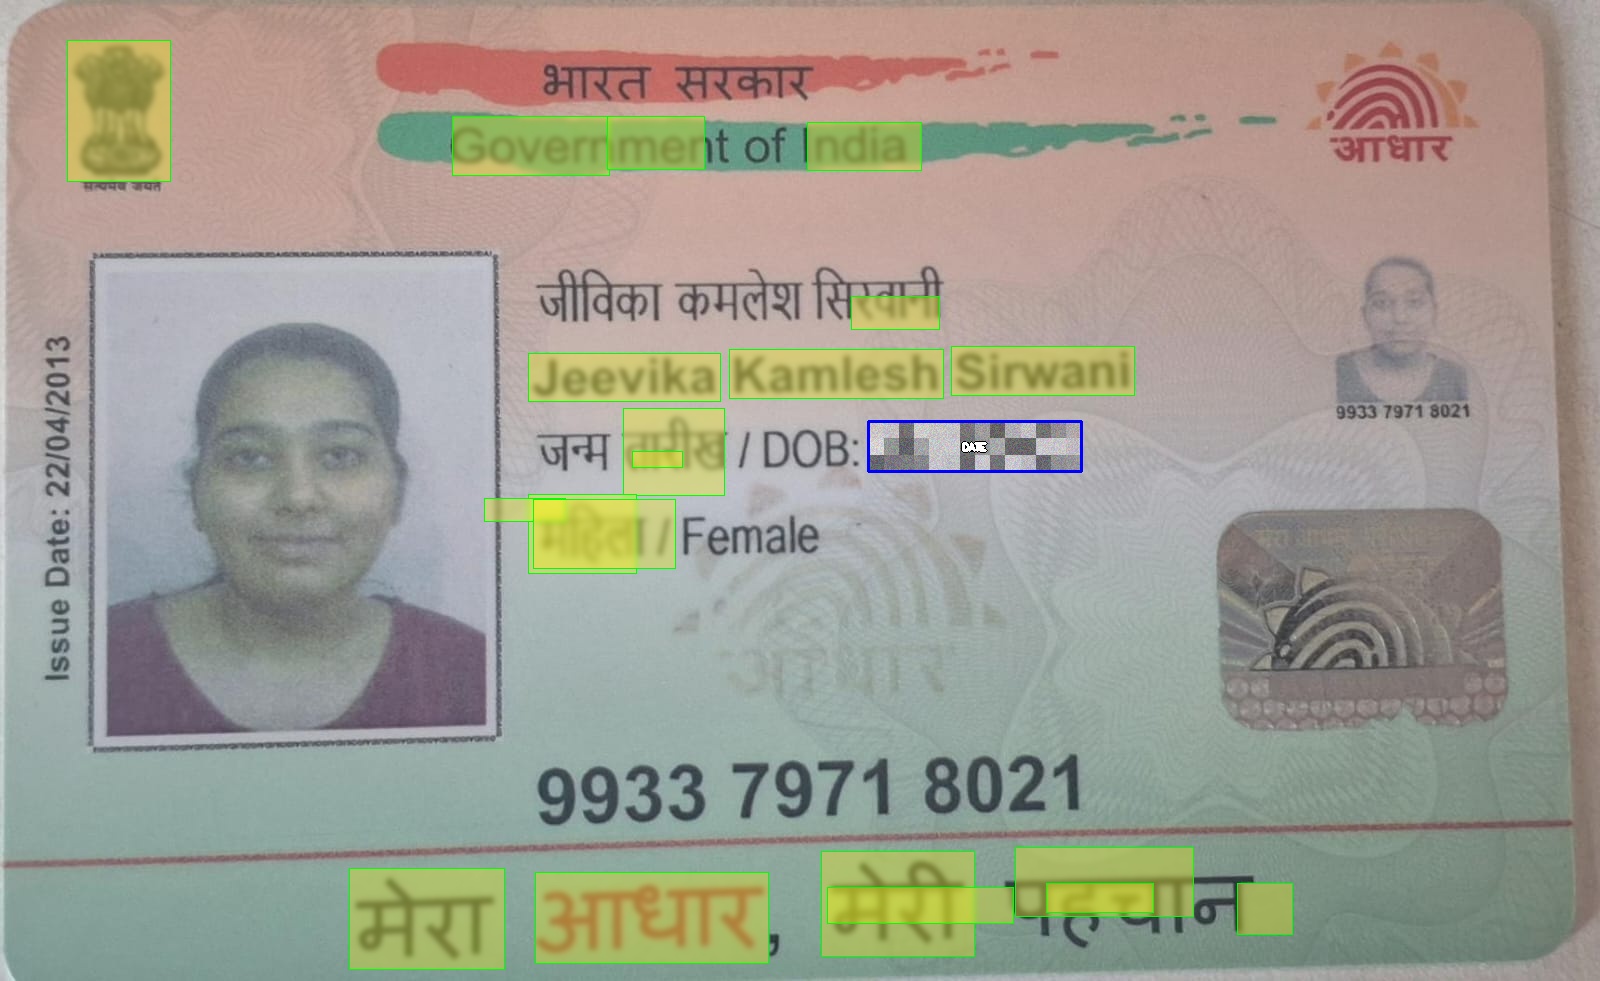 भारत सरकार
Government of India
सत्यमेव जयते
आधार
जीविका कमलेश सिरवानी
Jeevika Kamlesh Sirwani
जन्म तारीख / DOB: DATE
महिला / Female
Issue Date: 22/04/2013
9933 7971 8021
आधार
9933 7971 8021
मेरा आधार, मेरी पहचान